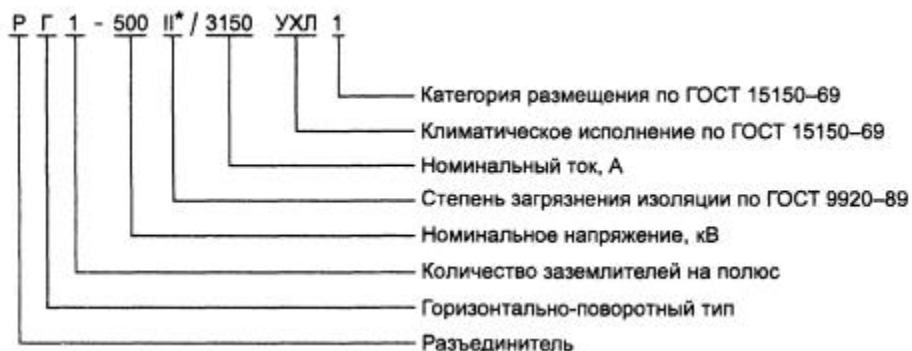 РГ1-500 II*/3150 УХЛ 1
Категория размещения по ГОСТ 15150–69
Климатическое исполнение по ГОСТ 15150–69
Номинальный ток, А
Степень загрязнения изоляции по ГОСТ 9920–89
Номинальное напряжение, кВ
Количество заземлителей на полюс
Горизонтально-поворотный тип
Разъединитель